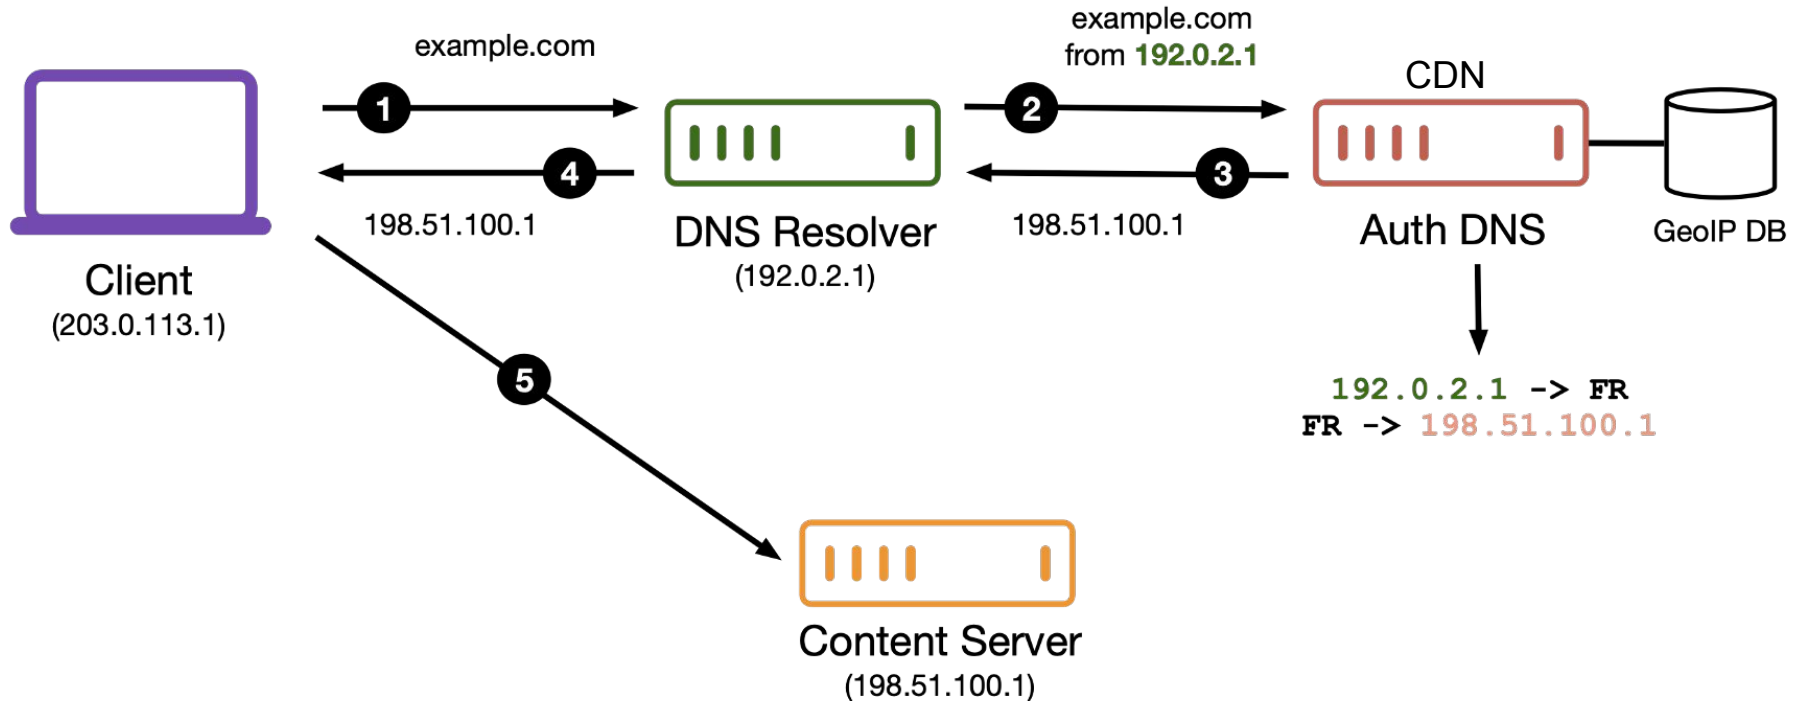 example.com
example.com
from 192.0.2.1
CDN
1
2
4
3
198.51.100.1
198.51.100.1
DNS Resolver
(192.0.2.1)
Auth DNS
GeoIP DB
Client
(203.0.113.1)
5
192.0.2.1 -> FR
FR -> 198.51.100.1
Content Server
(198.51.100.1)